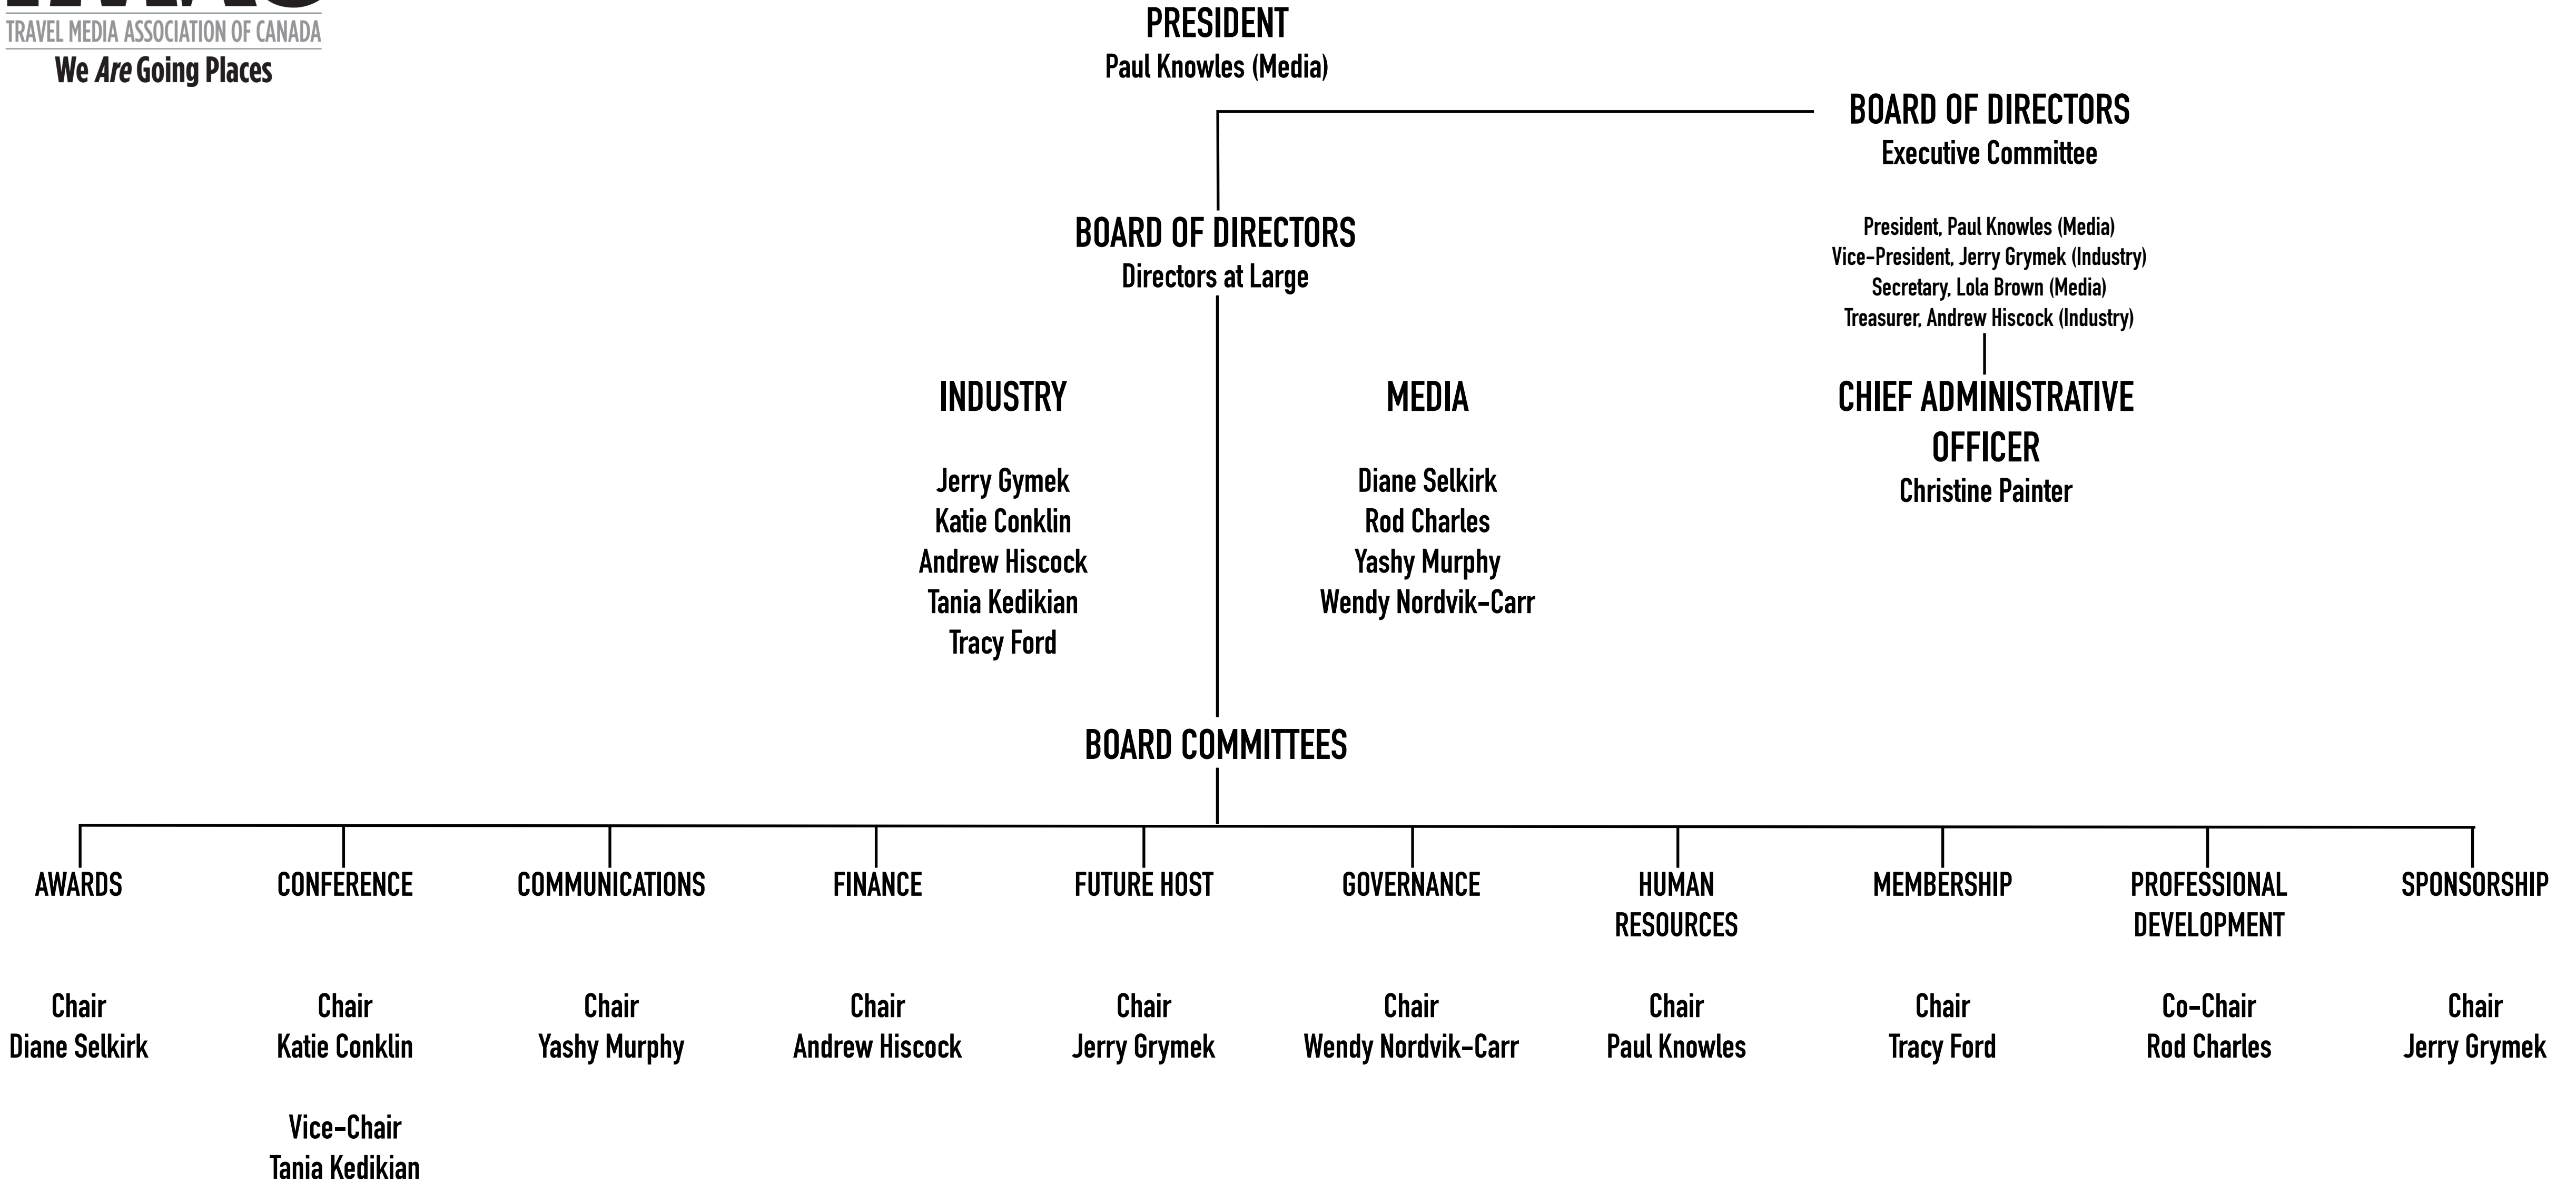 TRAVEL MEDIA ASSOCIATION OF CANADA
We Are Going Places
PRESIDENT
Paul Knowles (Media)
BOARD OF DIRECTORS
Executive Committee
President, Paul Knowles (Media)
Vice-President, Jerry Grymek (Industry)
Secretary, Lola Brown (Media)
Treasurer, Andrew Hiscock (Industry)
CHIEF ADMINISTRATIVE
OFFICER
Christine Painter
BOARD OF DIRECTORS
Directors at Large
INDUSTRY
Jerry Gymek
Katie Conklin
Andrew Hiscock
Tania Kedikian
Tracy Ford
MEDIA
Diane Selkirk
Rod Charles
Yashy Murphy
Wendy Nordvik-Carr
BOARD COMMITTEES
AWARDS
Chair
Diane Selkirk
CONFERENCE
Chair
Katie Conklin
Vice-Chair
Tania Kedikian
COMMUNICATIONS
Chair
Yashy Murphy
FINANCE
Chair
Andrew Hiscock
FUTURE HOST
Chair
Jerry Grymek
GOVERNANCE
Chair
Wendy Nordvik-Carr
HUMAN
RESOURCES
Chair
Paul Knowles
MEMBERSHIP
Chair
Tracy Ford
PROFESSIONAL
DEVELOPMENT
Co-Chair
Rod Charles
SPONSORSHIP
Chair
Jerry Grymek